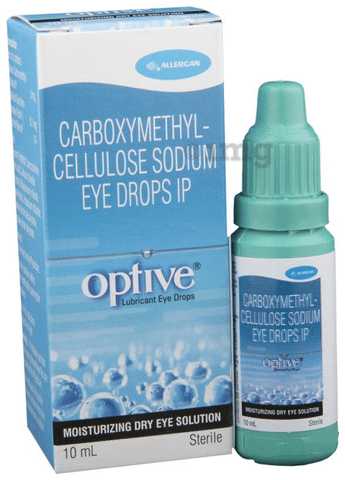 ALLERGAN
CARBOXYMETHYL-
CELLULOSE SODIUM
EYE DROPS IP
optive®
Lubricant Eye Drops
MOISTURIZING DRY EYE SOLUTION
10 mL
Sterile
ALLERGAN
CARBOXYMETHYL-
CELLULOSE SODIUM
EYE DROPS IP
optive®
MOISTURIZING DRY EYE SOLUTION
10 mL
Sterile